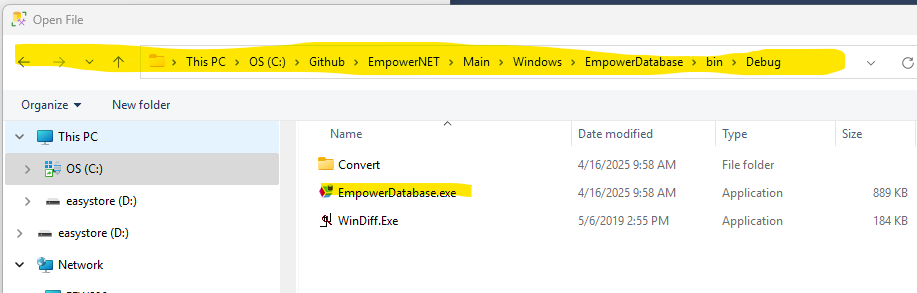 Open File
This PC > OS (C:) > Github > EmpowerNET > Main > Windows > EmpowerDatabase > bin > Debug
Organize New folder
Name Date modified Type Size
This PC
OS (C:)
easystore (D:)
easystore (D:)
Network
Convert 4/16/2025 9:58 AM File folder
EmpowerDatabase.exe 4/16/2025 9:58 AM Application 889 KB
WinDiff.Exe 5/6/2019 2:55 PM Application 184 KB